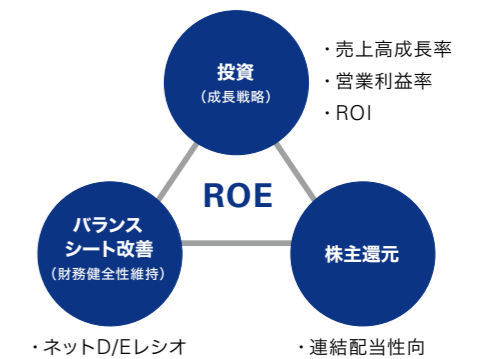 投資
（成長戦略）
・売上高成長率
・営業利益率
・ROI
ROE
バランス
シート改善
（財務健全性維持）
・ネットD/Eレシオ
株主還元
・連結配当性向